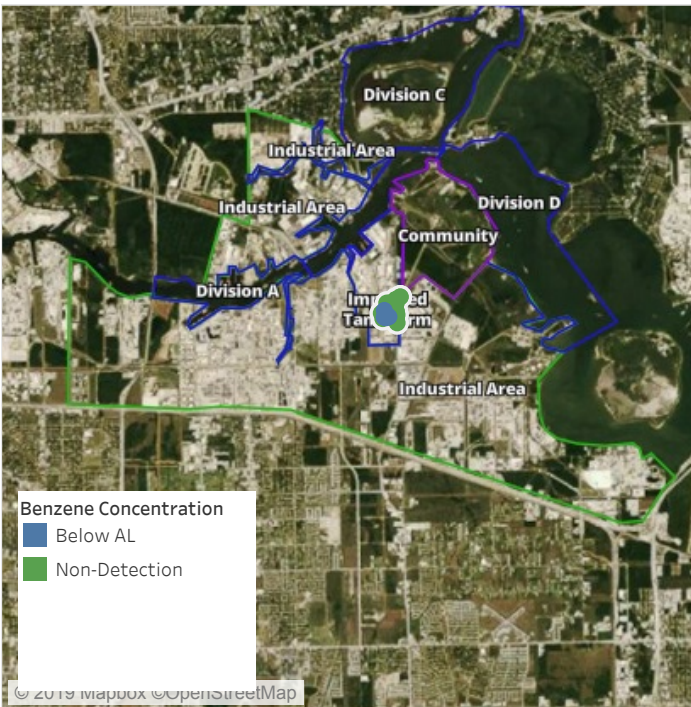 Division C
Industrial Area
Division D
Industrial Area
Community
Division A
Industrial Area
Benzene Concentration
Below AL
Non-Detection
© 2019 Mapbox ©OpenStreetMap